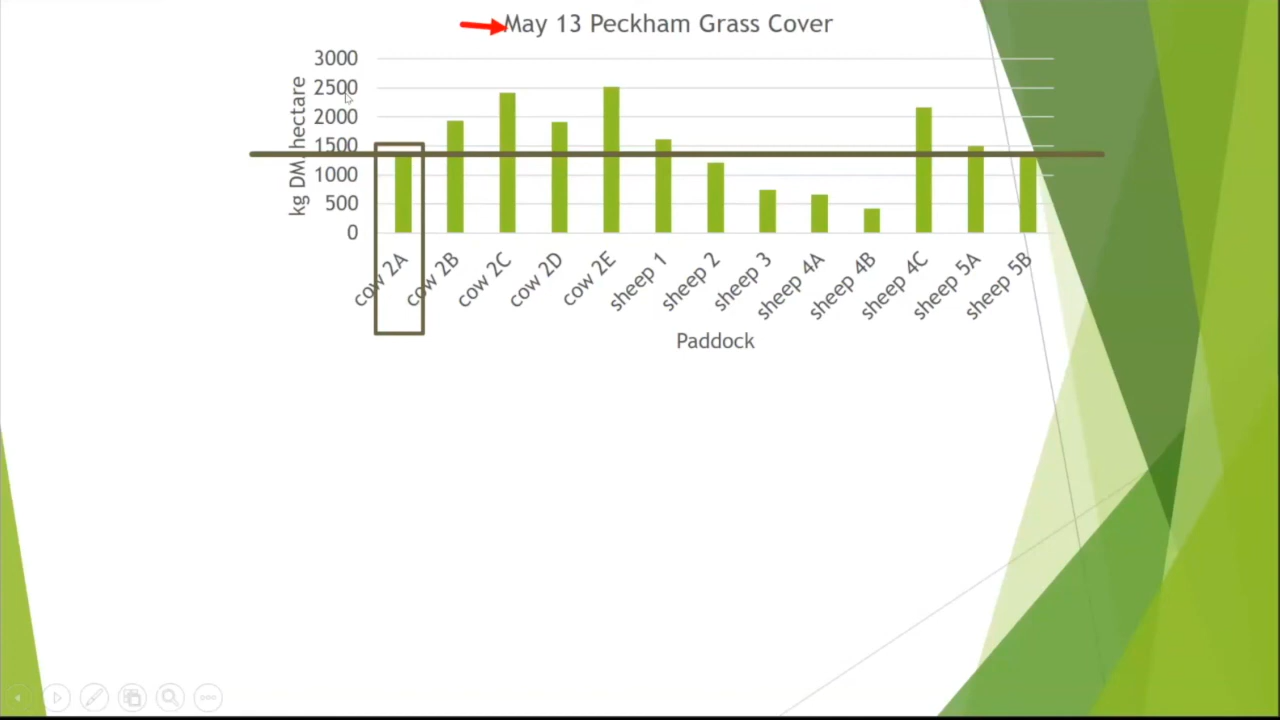 May 13 Peckham Grass Cover
kg DM/hectare
3000
2500
2000
1500
1000
500
0
cow 2A
cow 2B
cow 2C
cow 2D
cow 2E
sheep 1
sheep 2
sheep 3
sheep 4A
sheep 4B
sheep 4C
sheep 5A
sheep 5B
Paddock